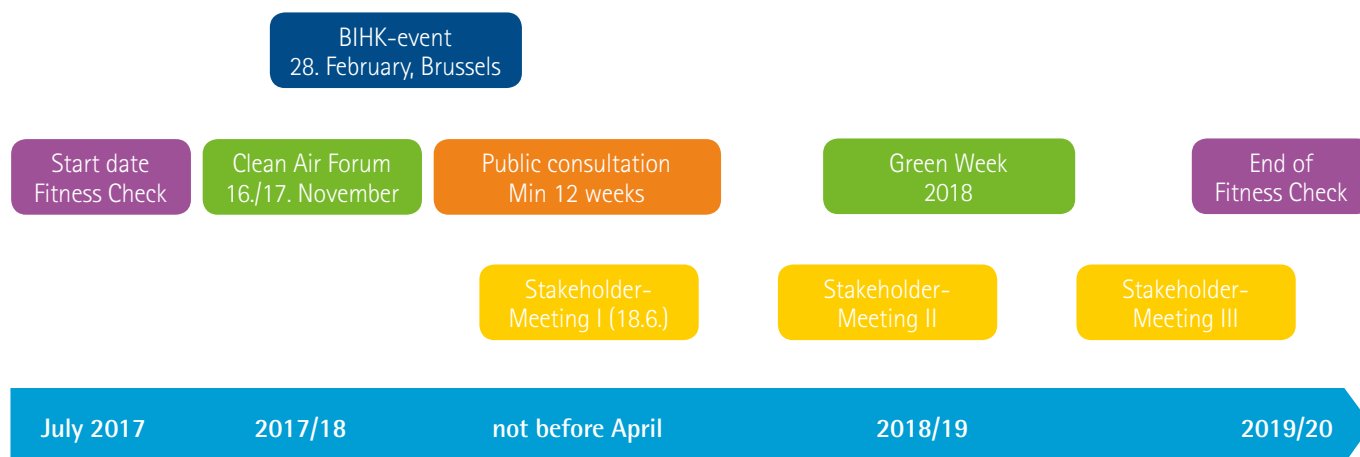 BIHK-event
28. February, Brussels
Start date
Fitness Check
Clean Air Forum
16./17. November
Public consultation
Min 12 weeks
Green Week
2018
End of
Fitness Check
Stakeholder-
Meeting I (18.6.)
Stakeholder-
Meeting II
Stakeholder-
Meeting III
July 2017
2017/18
not before April
2018/19
2019/20